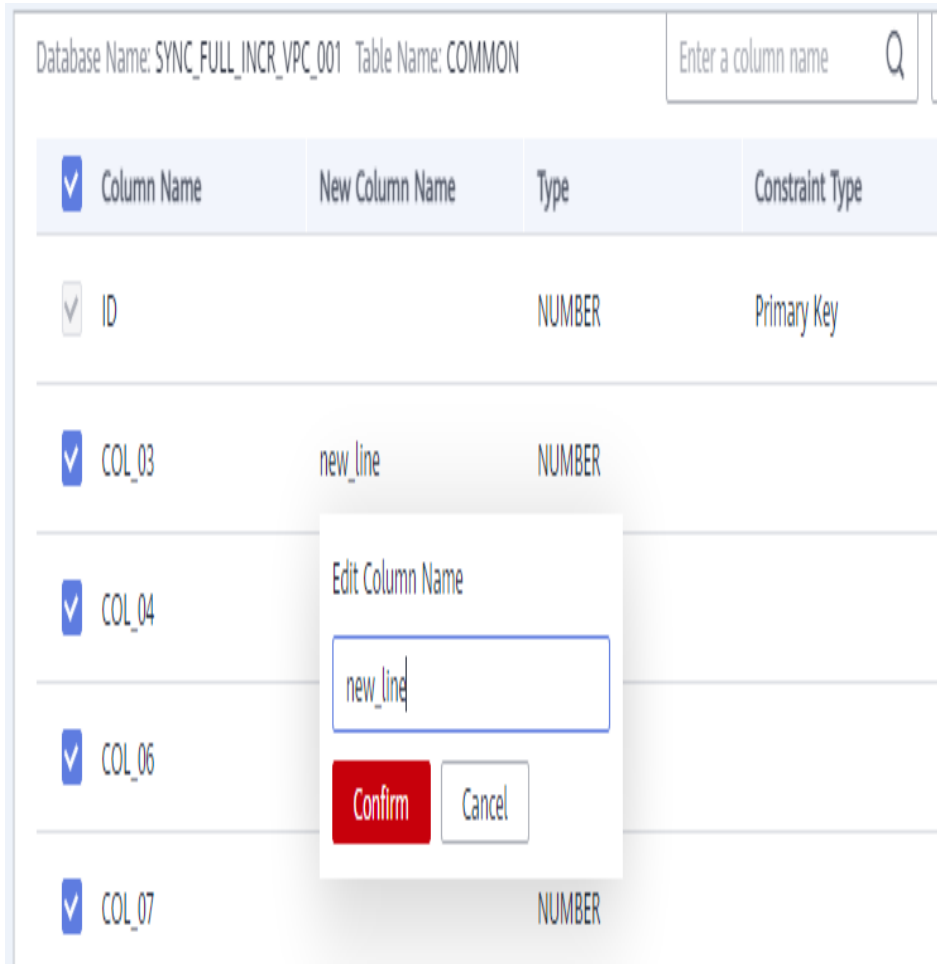 Database Name: SYNC_FULL_INCR_VPC_001 Table Name: COMMON Enter a column name
Column Name New Column Name Type Constraint Type
ID NUMBER Primary Key
COL_03 new_line NUMBER
Edit Column Name
COL_04
new_line
COL_06
Confirm Cancel
COL_07 NUMBER